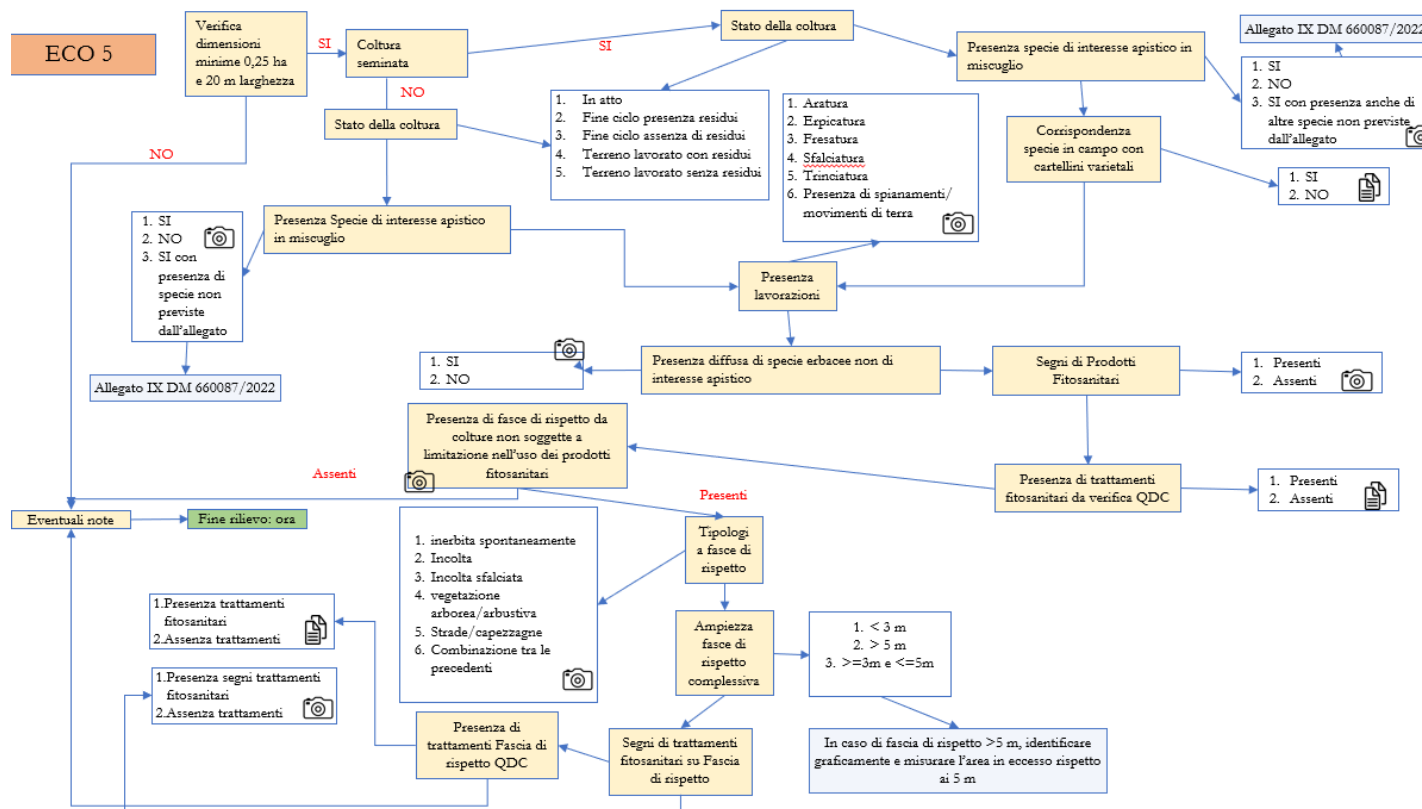 ECO 5
Verifica
dimensioni
minime 0,25 ha
e 20 m larghezza
SI
Coltura
seminata
SI
Stato della coltura
Presenza specie di interesse apistico in
miscuglio
Allegato IX DM 660087/2022
1. SI
2. NO
3. SI con presenza anche di
altre specie non previste
dall'allegato
NO
Stato della coltura
1. In atto
2. Fine ciclo presenza residui
3. Fine ciclo assenza di residui
4. Terreno lavorato con residui
5. Terreno lavorato senza residui
1. Aratura
2. Erpicatura
3. Fresatura
4. Sfalciatura
5. Trinciatura
6. Presenza di spianamenti/
movimenti di terra
Corrispondenza
specie in campo con
cartellini varietali
1. SI
2. NO
NO
1. SI
2. NO
3. SI con
presenza di
specie non
previste
dall'allegato
Presenza Specie di interesse apistico
in miscuglio
Presenza
lavorazioni
Allegato IX DM 660087/2022
1. SI
2. NO
Presenza diffusa di specie erbacee non di
interesse apistico
Segni di Prodotti
Fitosanitari
1. Presenti
2. Assenti
Presenza di fasce di rispetto da
colture non soggette a
limitazione nell'uso dei prodotti
fitosanitari
Presenza di trattamenti
fitosanitari da verifica QDC
1. Presenti
2. Assenti
Assenti
Presenti
Eventuali note
Fine rilievo: ora
Tipologi
a fasce di
rispetto
1. inerbita spontaneamente
2. Incolta
3. Incolta sfalciata
4. vegetazione
arborea/arbustiva
5. Strade/capezzagne
6. Combinazione tra le
precedenti
1.Presenza trattamenti
fitosanitari
2.Assenza trattamenti
Ampiezza
fasce di
rispetto
complessiva
1. < 3 m
2. > 5 m
3. >=3m e <=5m
1.Presenza segni trattamenti
fitosanitari
2.Assenza trattamenti
Presenza di
trattamenti Fascia di
rispetto QDC
Segni di trattamenti
fitosanitari su Fascia
di rispetto
In caso di fascia di rispetto >5 m, identificare
graficamente e misurare l'area in eccesso rispetto
ai 5 m